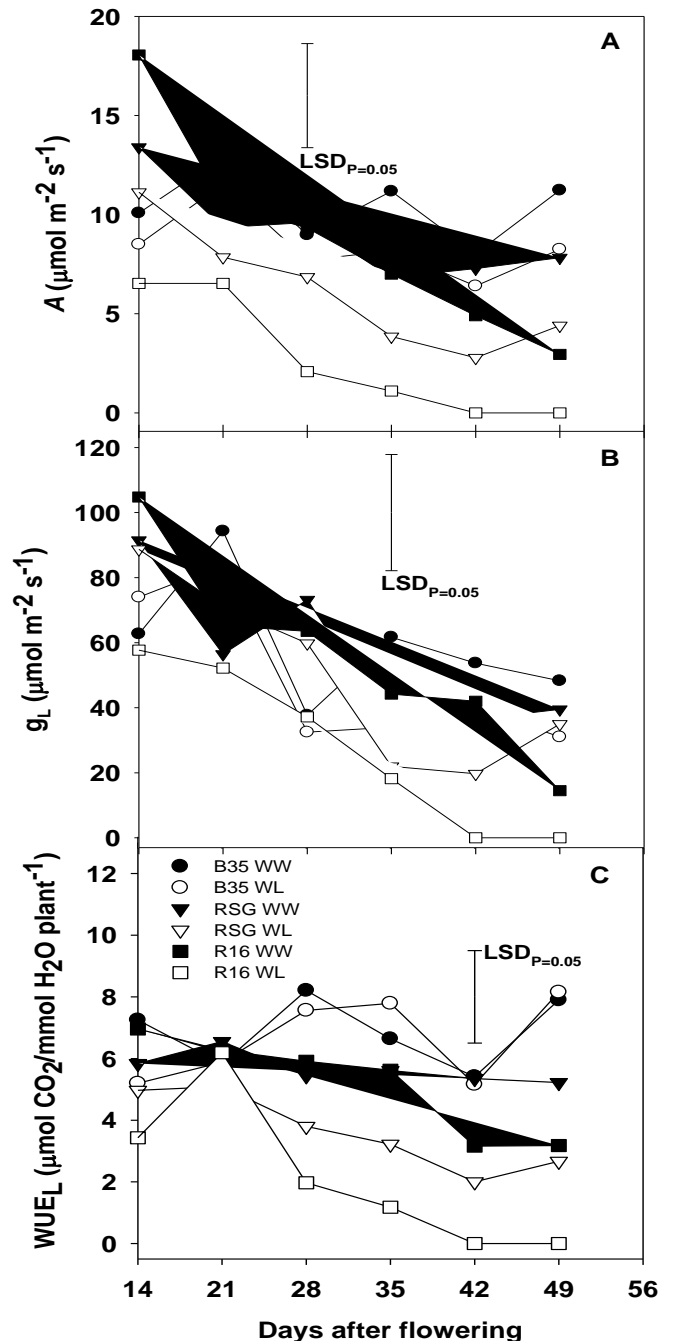 20
A
15
LSD P=0.05
10
5
0
A (µmol m⁻² s⁻¹)
120
B
100
80
LSD P=0.05
60
40
20
0
g_L (µmol m⁻² s⁻¹)
12
B35 WW
C
B35 WL
10
RSG WW
RSG WL
R16 WW
LSD P=0.05
R16 WL
8
6
4
2
0
WUE_L (µmol CO₂/mmol H₂O plant⁻¹)
14 21 28 35 42 49 56
Days after flowering